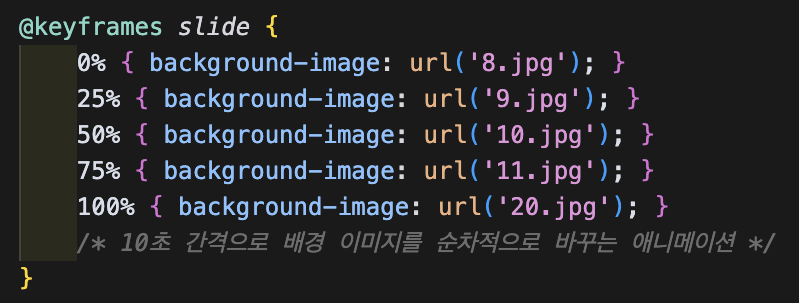 @keyframes slide {
0% { background-image: url('8.jpg'); }
25% { background-image: url('9.jpg'); }
50% { background-image: url('10.jpg'); }
75% { background-image: url('11.jpg'); }
100% { background-image: url('20.jpg'); }
/* 10초 간격으로 배경 이미지를 순차적으로 바꾸는 애니메이션 */
}